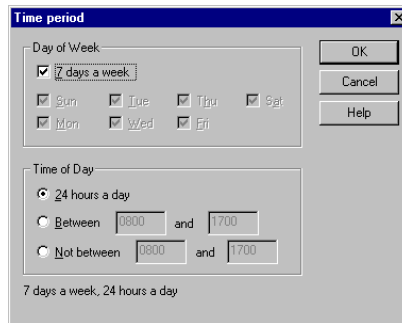 Time period
Day of Week
7 days a week
Sun Tue Thu Sat
Mon Wed Fri
OK
Cancel
Help
Time of Day
24 hours a day
Between 0800 and 1700
Not between 0800 and 1700
7 days a week, 24 hours a day